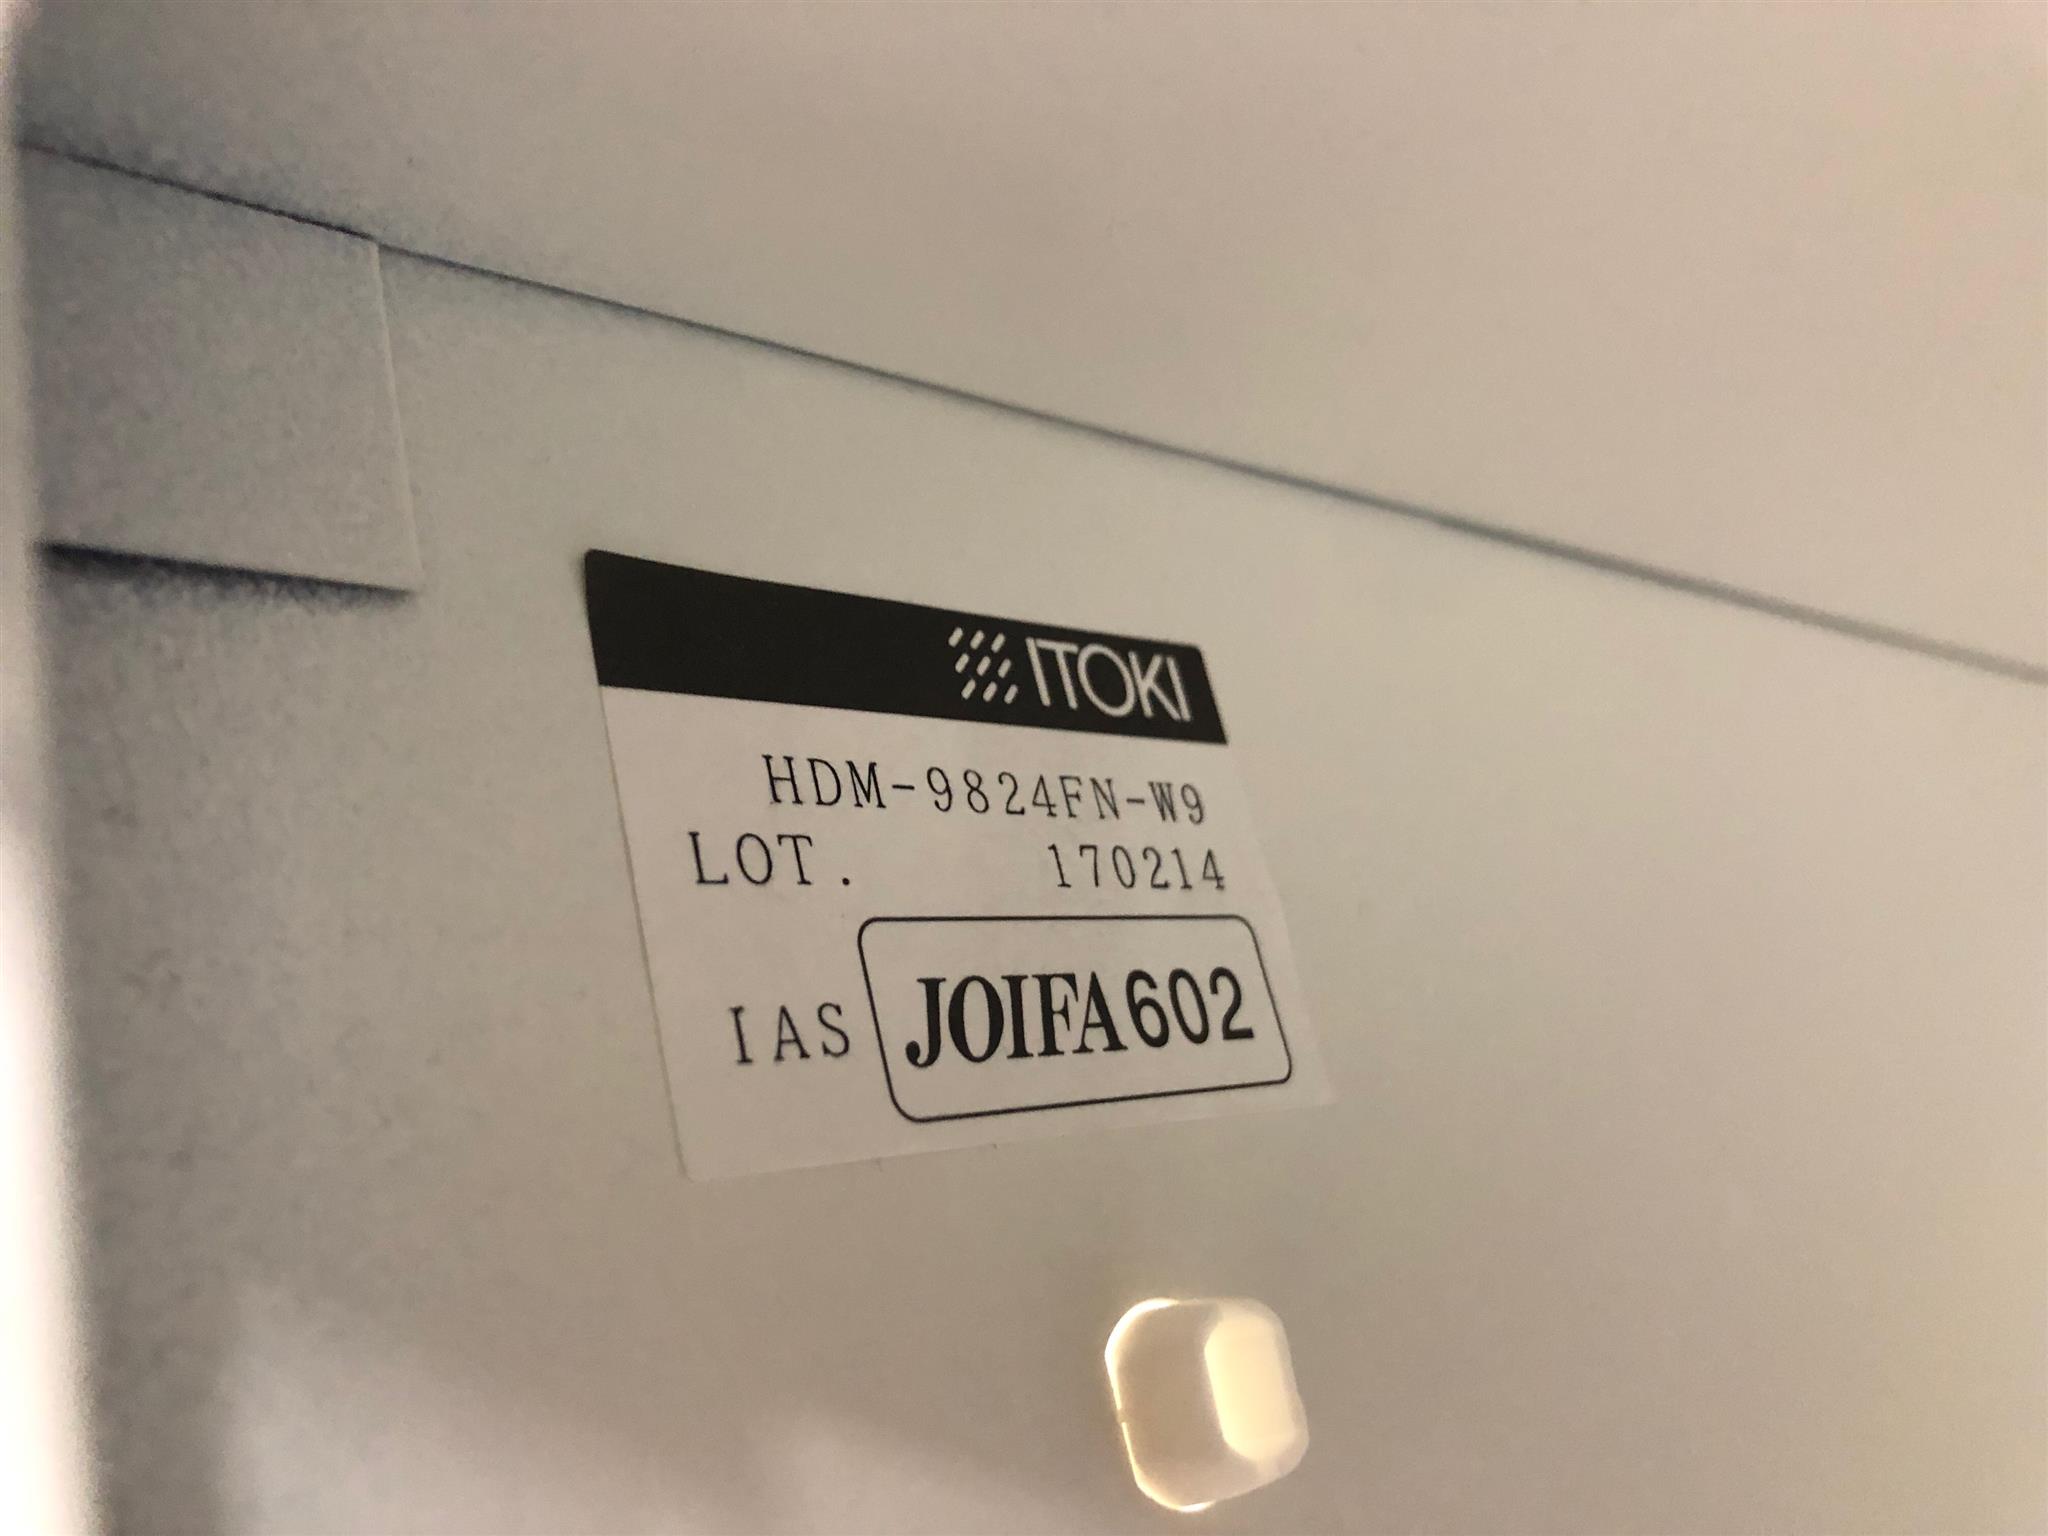 ITOKI
HDM-9824FN-W9
LOT. 170214
IAS JOIFA602